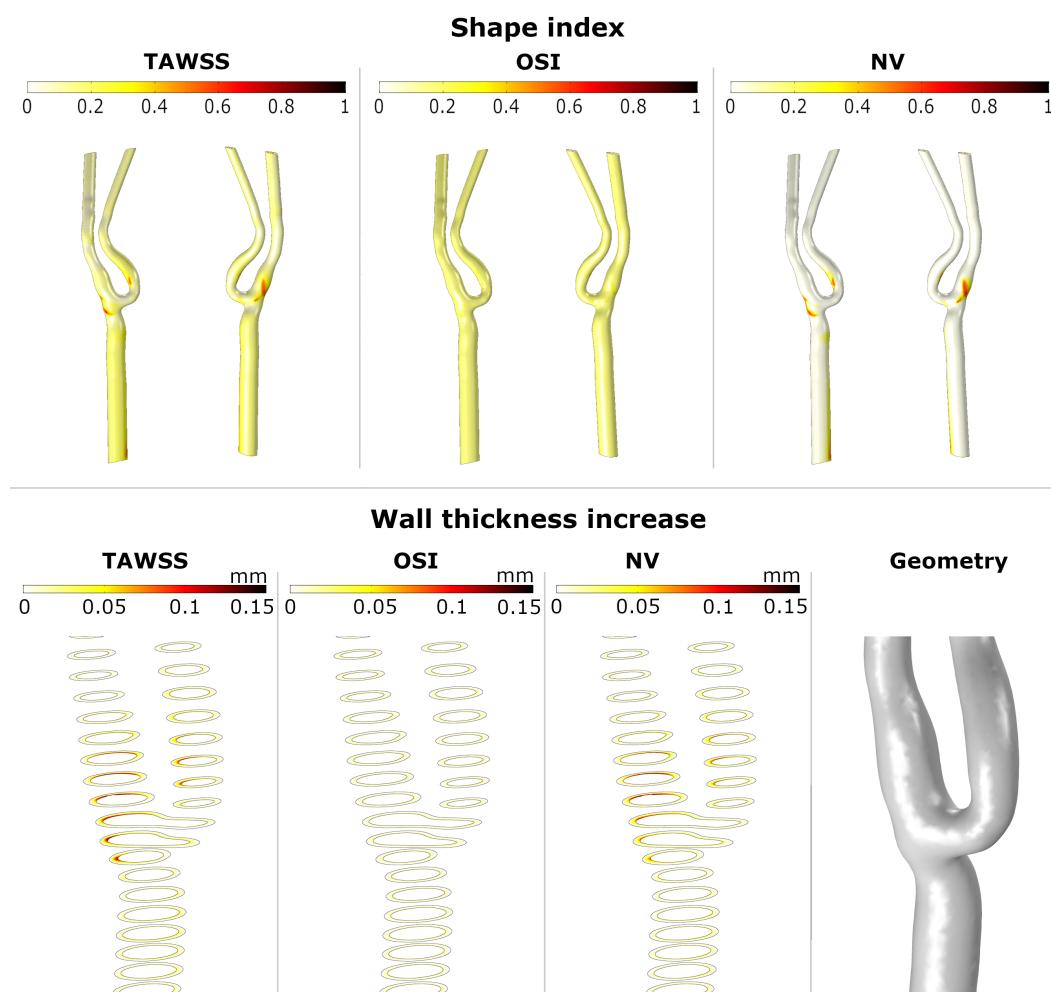 Shape index
TAWSS OSI NV
0 0.2 0.4 0.6 0.8 1 0 0.2 0.4 0.6 0.8 1 0 0.2 0.4 0.6 0.8 1
Wall thickness increase
TAWSS OSI NV Geometry
mm mm mm
0 0.05 0.1 0.15 0 0.05 0.1 0.15 0 0.05 0.1 0.15